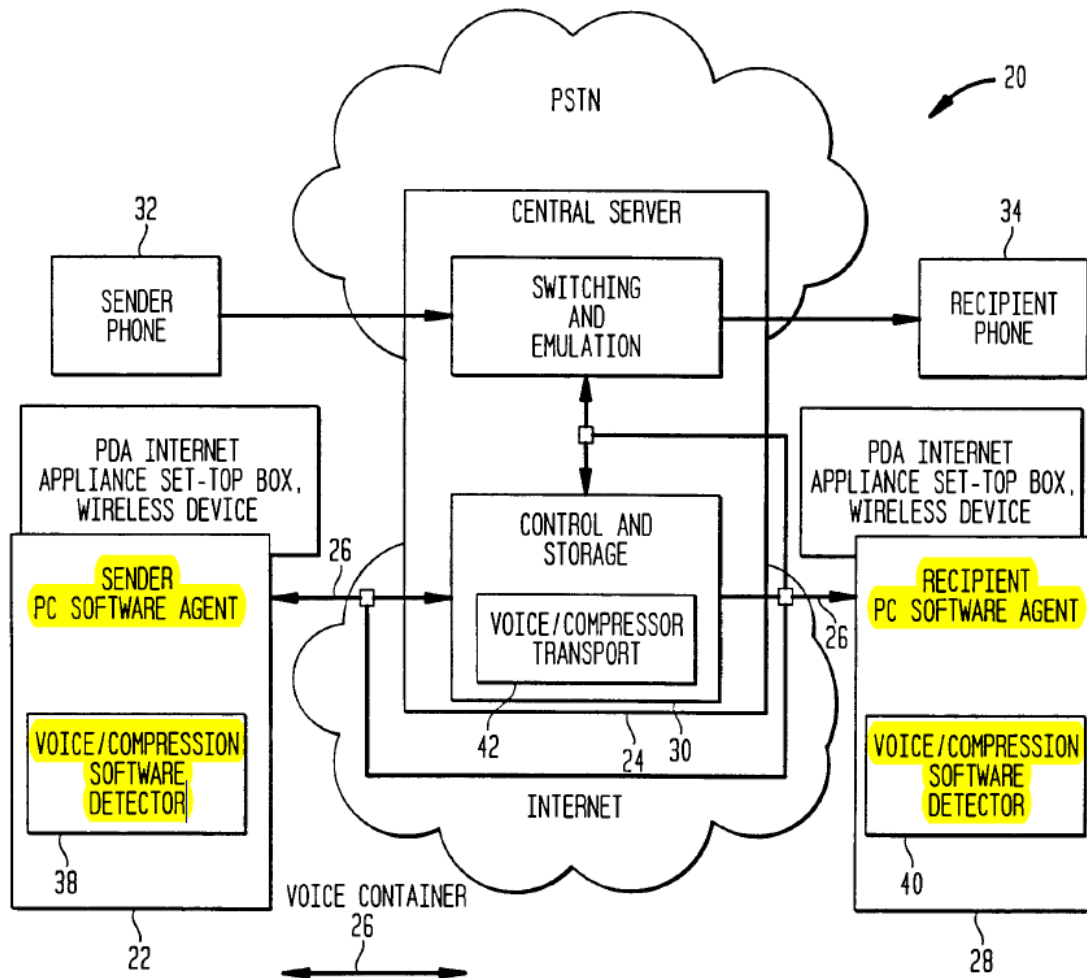 PSTN
20
32
SENDER
PHONE
CENTRAL SERVER
SWITCHING
AND
EMULATION
34
RECIPIENT
PHONE
PDA INTERNET
APPLIANCE SET-TOP BOX,
WIRELESS DEVICE
SENDER
PC SOFTWARE AGENT
VOICE/COMPRESSION
SOFTWARE
DETECTOR
38
22
26
CONTROL AND
STORAGE
VOICE/COMPRESSOR
TRANSPORT
42
24
30
INTERNET
PDA INTERNET
APPLIANCE SET-TOP BOX,
WIRELESS DEVICE
26
RECIPIENT
PC SOFTWARE AGENT
VOICE/COMPRESSION
SOFTWARE
DETECTOR
40
28
VOICE CONTAINER
26